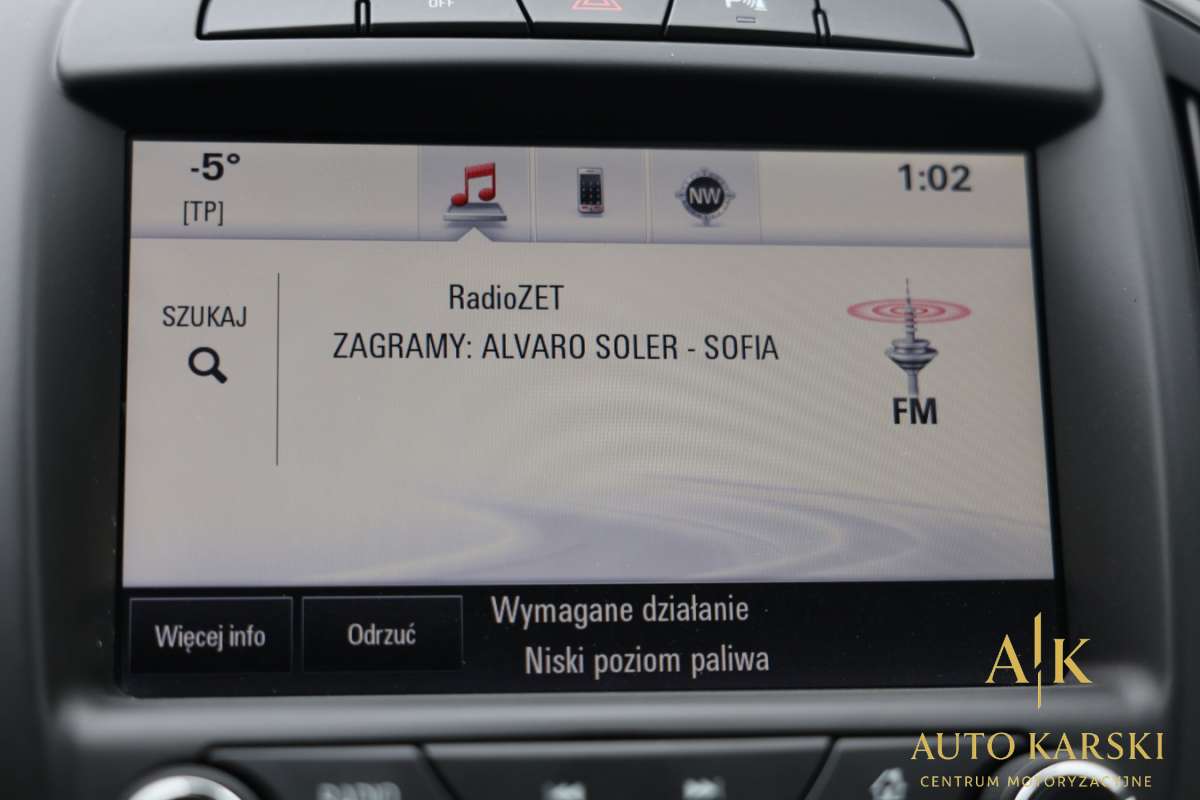 OFF
-5°
[TP]
NW
1:02
SZUKAJ
RadioZET
ZAGRAMY: ALVARO SOLER - SOFIA
FM
Więcej info
Odrzuć
Wymagane działanie
Niski poziom paliwa
A K
AUTO KARSKI
CENTRUM MOTORYZACYJNE
RADIO